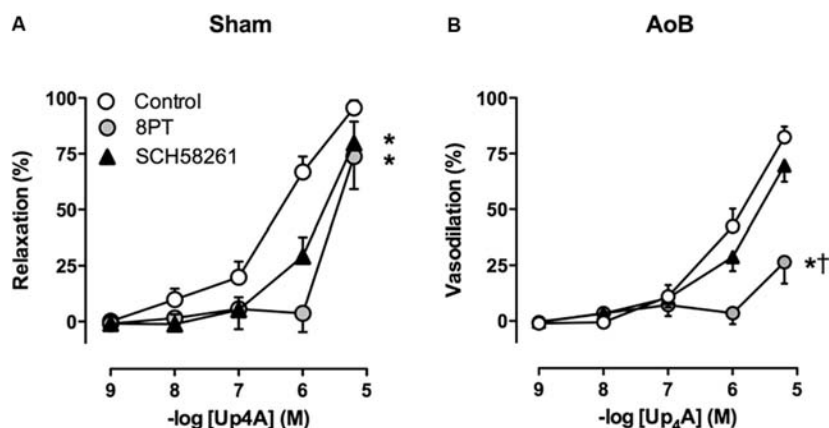 A Sham
Control
8PT
SCH58261
Relaxation (%)
100
75
50
25
0
*
*
9 8 7 6 5
-log [Up4A] (M)
B AoB
Vasodilation (%)
100
75
50
25
0
*†
9 8 7 6 5
-log [Up₄A] (M)